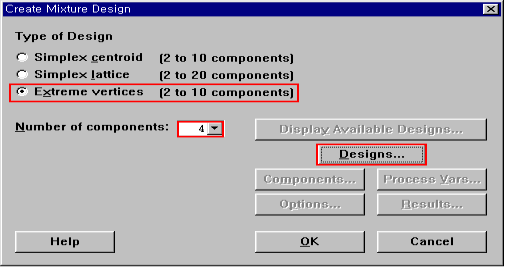 Create Mixture Design
Type of Design
Simplex centroid (2 to 10 components)
Simplex lattice (2 to 20 components)
Extreme vertices (2 to 10 components)
Number of components: 4
Display Available Designs...
Designs...
Components... Process Vars...
Options... Results...
Help OK Cancel